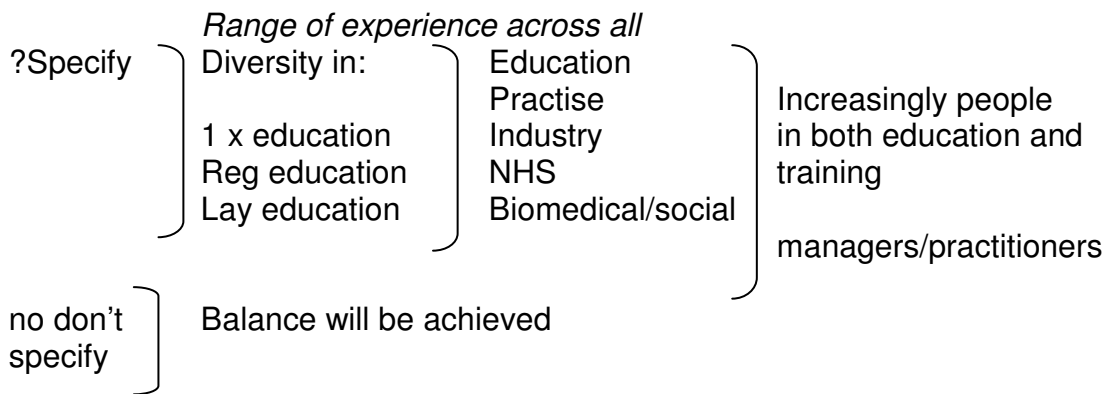 Range of experience across all
?Specify Diversity in: Education
Practise Increasingly people
1 x education Industry in both education and
Reg education NHS training
Lay education Biomedical/social
managers/practitioners
no don't Balance will be achieved
specify